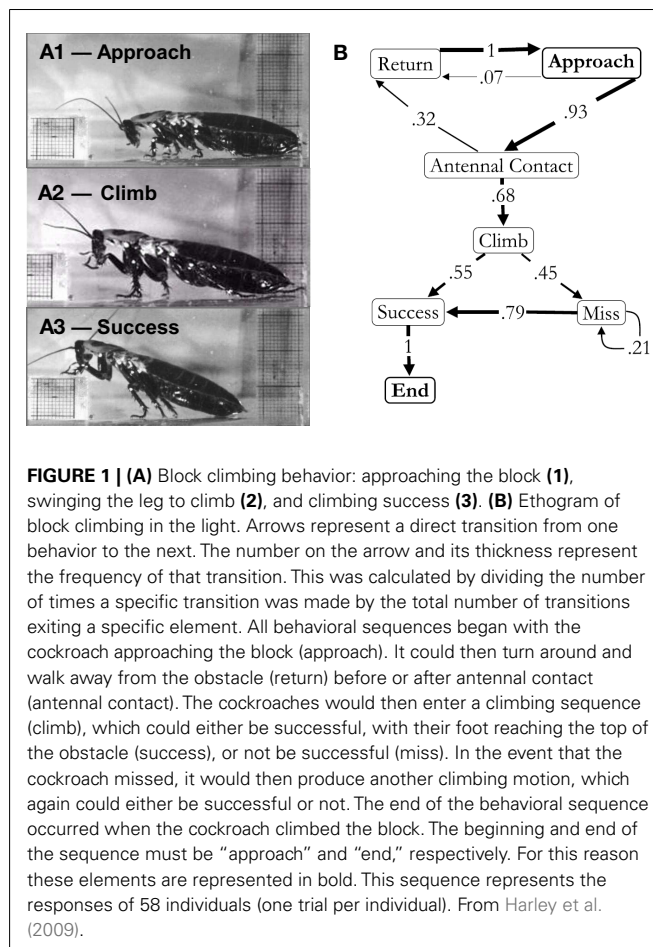 A1 — Approach
A2 — Climb
A3 — Success
B
Return
1
Approach
.07
.32
.93
Antennal Contact
.68
Climb
.55
.45
Success
.79
Miss
.21
1
End
FIGURE 1 | (A) Block climbing behavior: approaching the block (1),
swinging the leg to climb (2), and climbing success (3). (B) Ethogram of
block climbing in the light. Arrows represent a direct transition from one
behavior to the next. The number on the arrow and its thickness represent
the frequency of that transition. This was calculated by dividing the number
of times a specific transition was made by the total number of transitions
exiting a specific element. All behavioral sequences began with the
cockroach approaching the block (approach). It could then turn around and
walk away from the obstacle (return) before or after antennal contact
(antennal contact). The cockroaches would then enter a climbing sequence
(climb), which could either be successful, with their foot reaching the top of
the obstacle (success), or not be successful (miss). In the event that the
cockroach missed, it would then produce another climbing motion, which
again could either be successful or not. The end of the behavioral sequence
occurred when the cockroach climbed the block. The beginning and end of
the sequence must be “approach” and “end,” respectively. For this reason
these elements are represented in bold. This sequence represents the
responses of 58 individuals (one trial per individual). From Harley et al.
(2009).